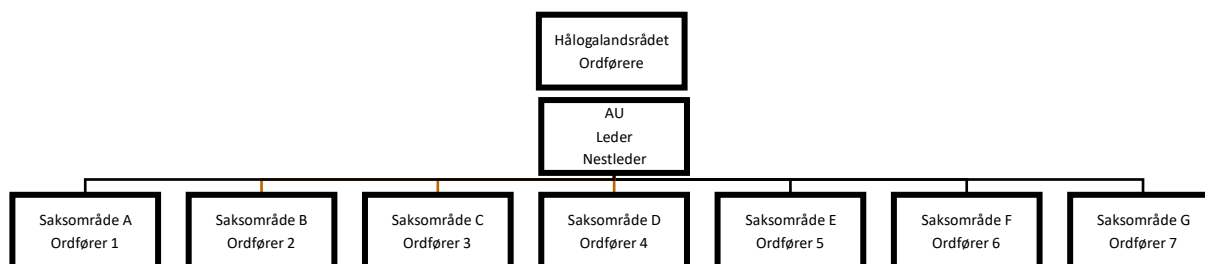 Hålogalandsrådet
Ordførere
AU
Leder
Nestleder
Saksområde A
Ordfører 1
Saksområde B
Ordfører 2
Saksområde C
Ordfører 3
Saksområde D
Ordfører 4
Saksområde E
Ordfører 5
Saksområde F
Ordfører 6
Saksområde G
Ordfører 7